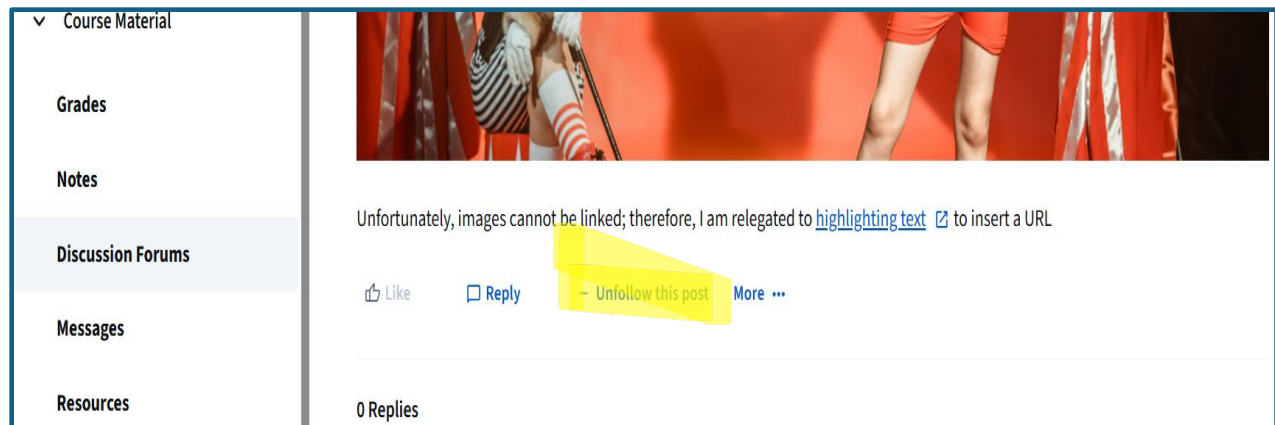 Course Material
Grades
Notes
Discussion Forums
Messages
Resources
Unfortunately, images cannot be linked; therefore, I am relegated to highlighting text to insert a URL
Like
Reply
– Unfollow this post
More •••
0 Replies